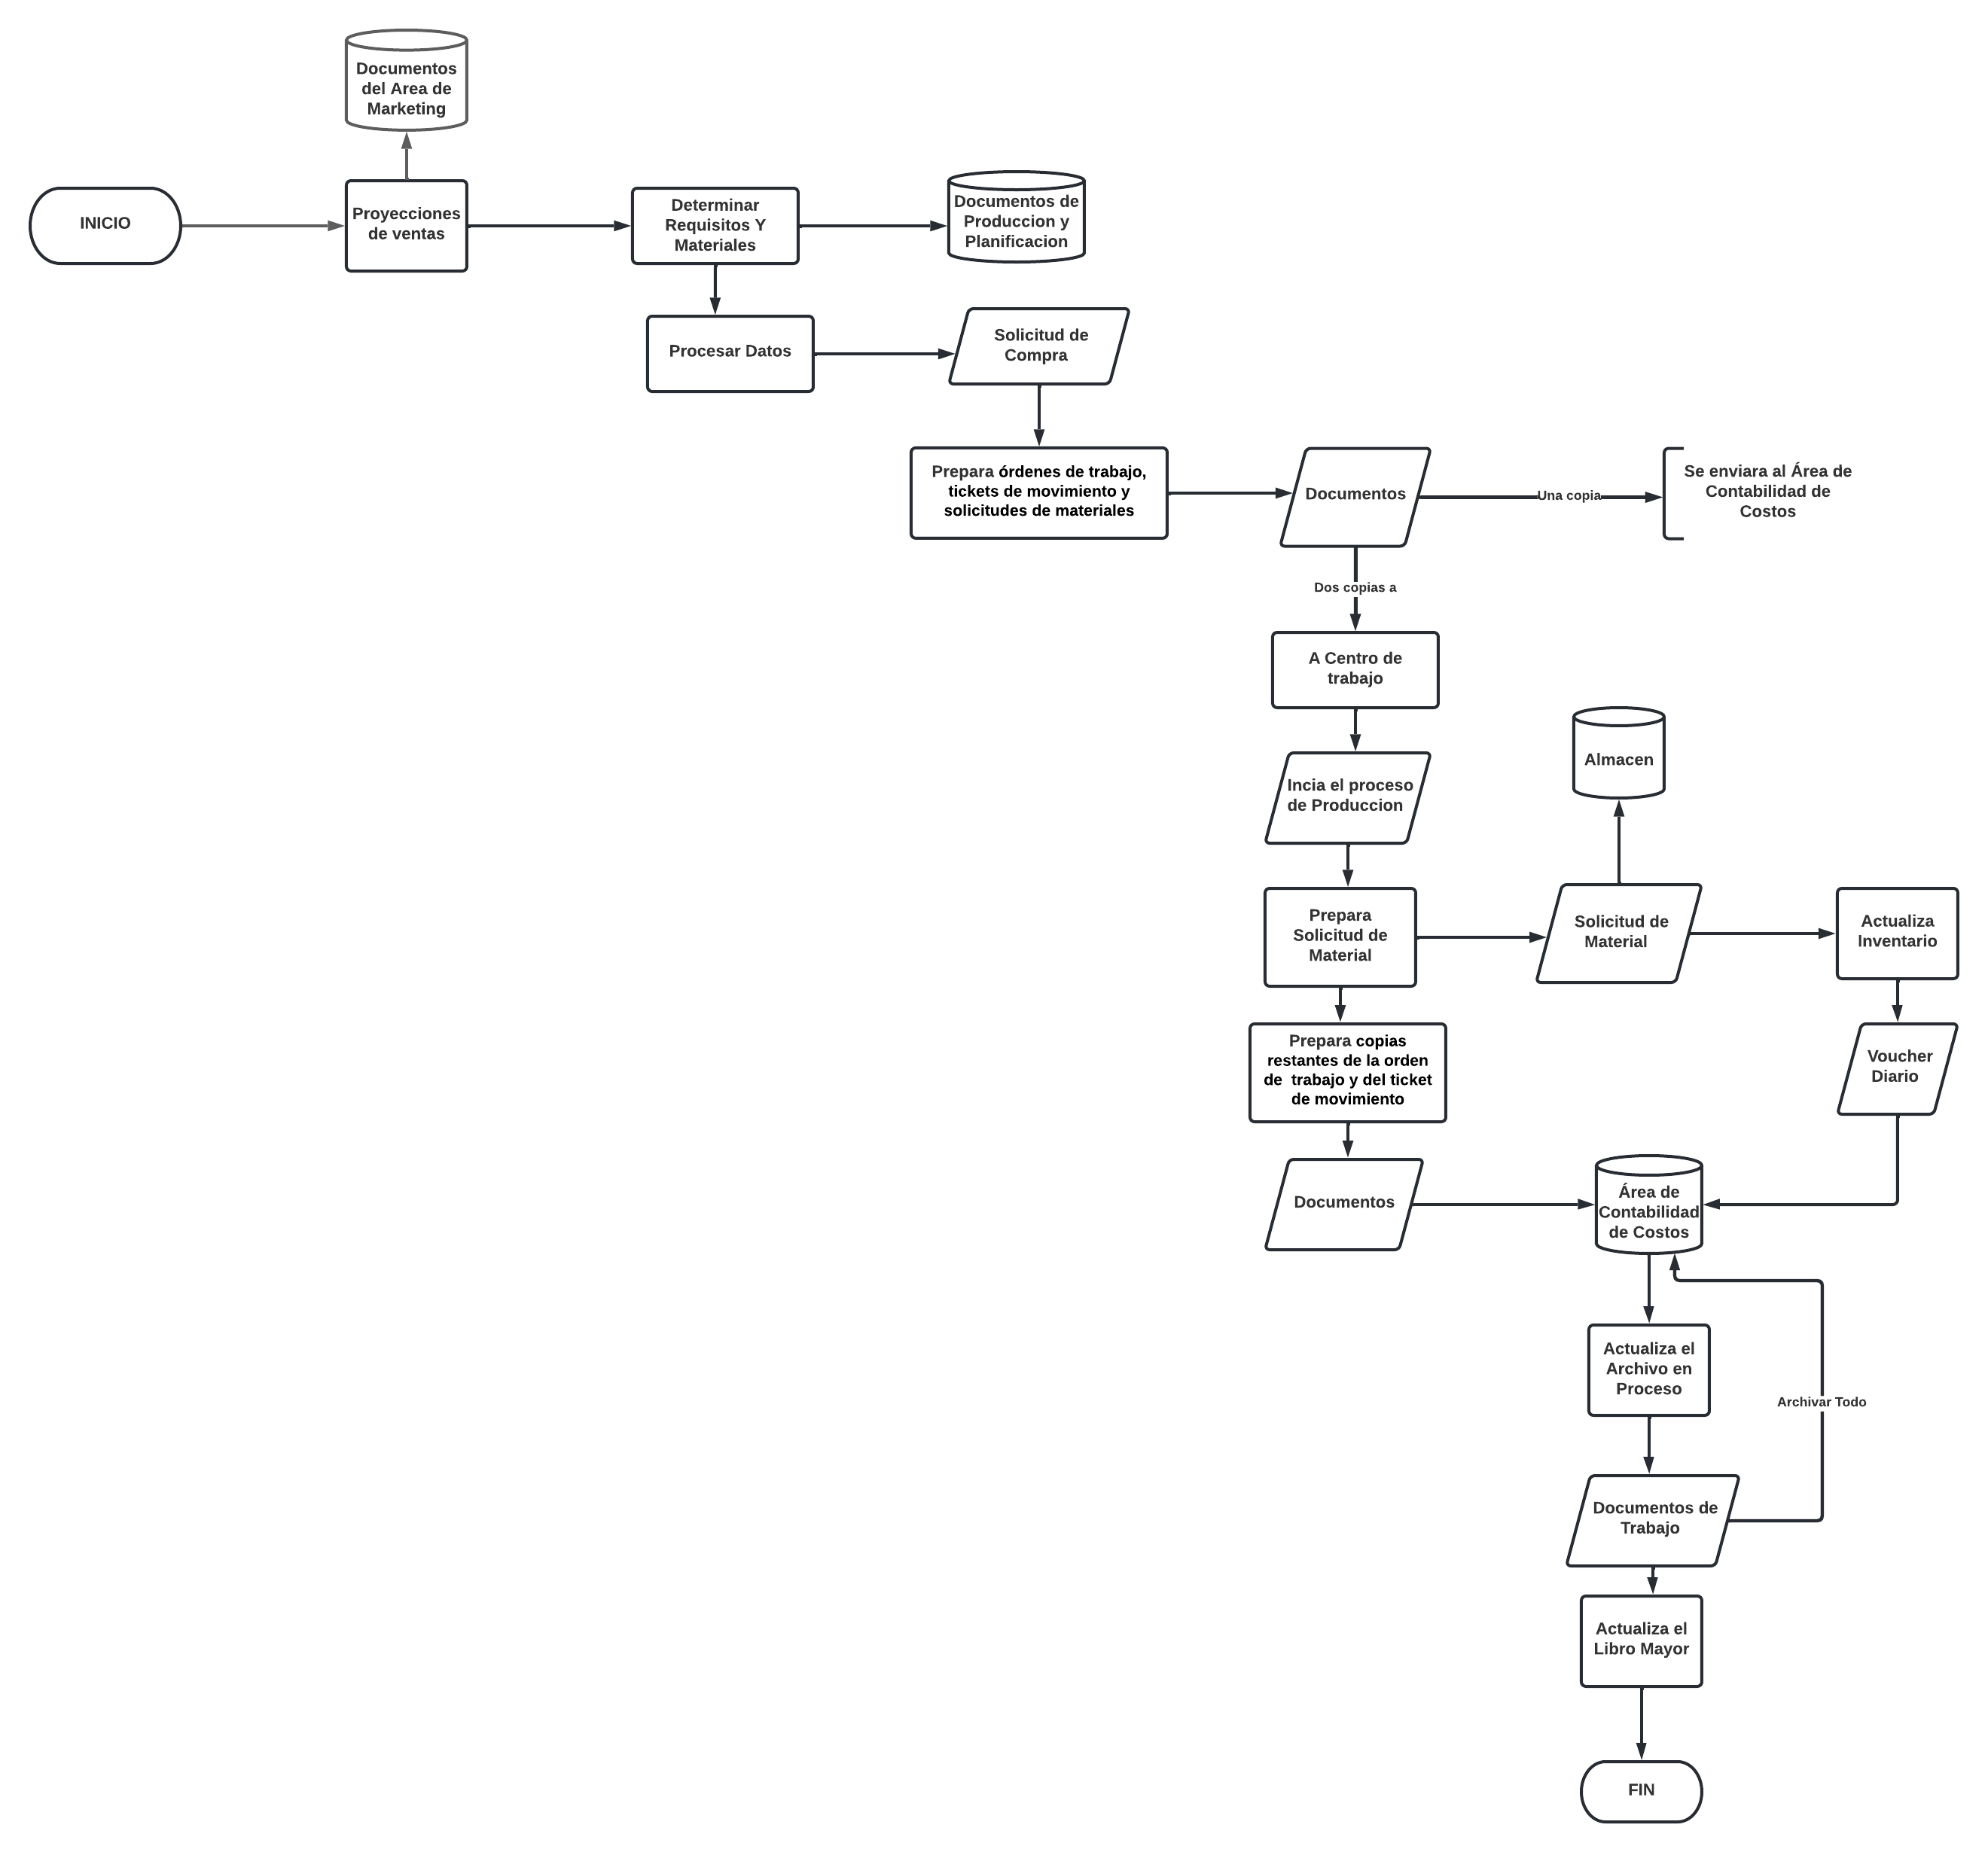 Documentos
del Area de
Marketing
INICIO
Proyecciones
de ventas
Determinar
Requisitos Y
Materiales
Documentos de
Produccion y
Planificacion
Procesar Datos
Solicitud de
Compra
Prepara órdenes de trabajo,
tickets de movimiento y
solicitudes de materiales
Documentos
Una copia
Se enviara al Área de
Contabilidad de
Costos
Dos copias a
A Centro de
trabajo
Incia el proceso
de Produccion
Almacen
Prepara
Solicitud de
Material
Solicitud de
Material
Actualiza
Inventario
Prepara copias
restantes de la orden
de  trabajo y del ticket
de movimiento
Voucher
Diario
Documentos
Área de
Contabilidad
de Costos
Actualiza el
Archivo en
Proceso
Archivar Todo
Documentos de
Trabajo
Actualiza el
Libro Mayor
FIN